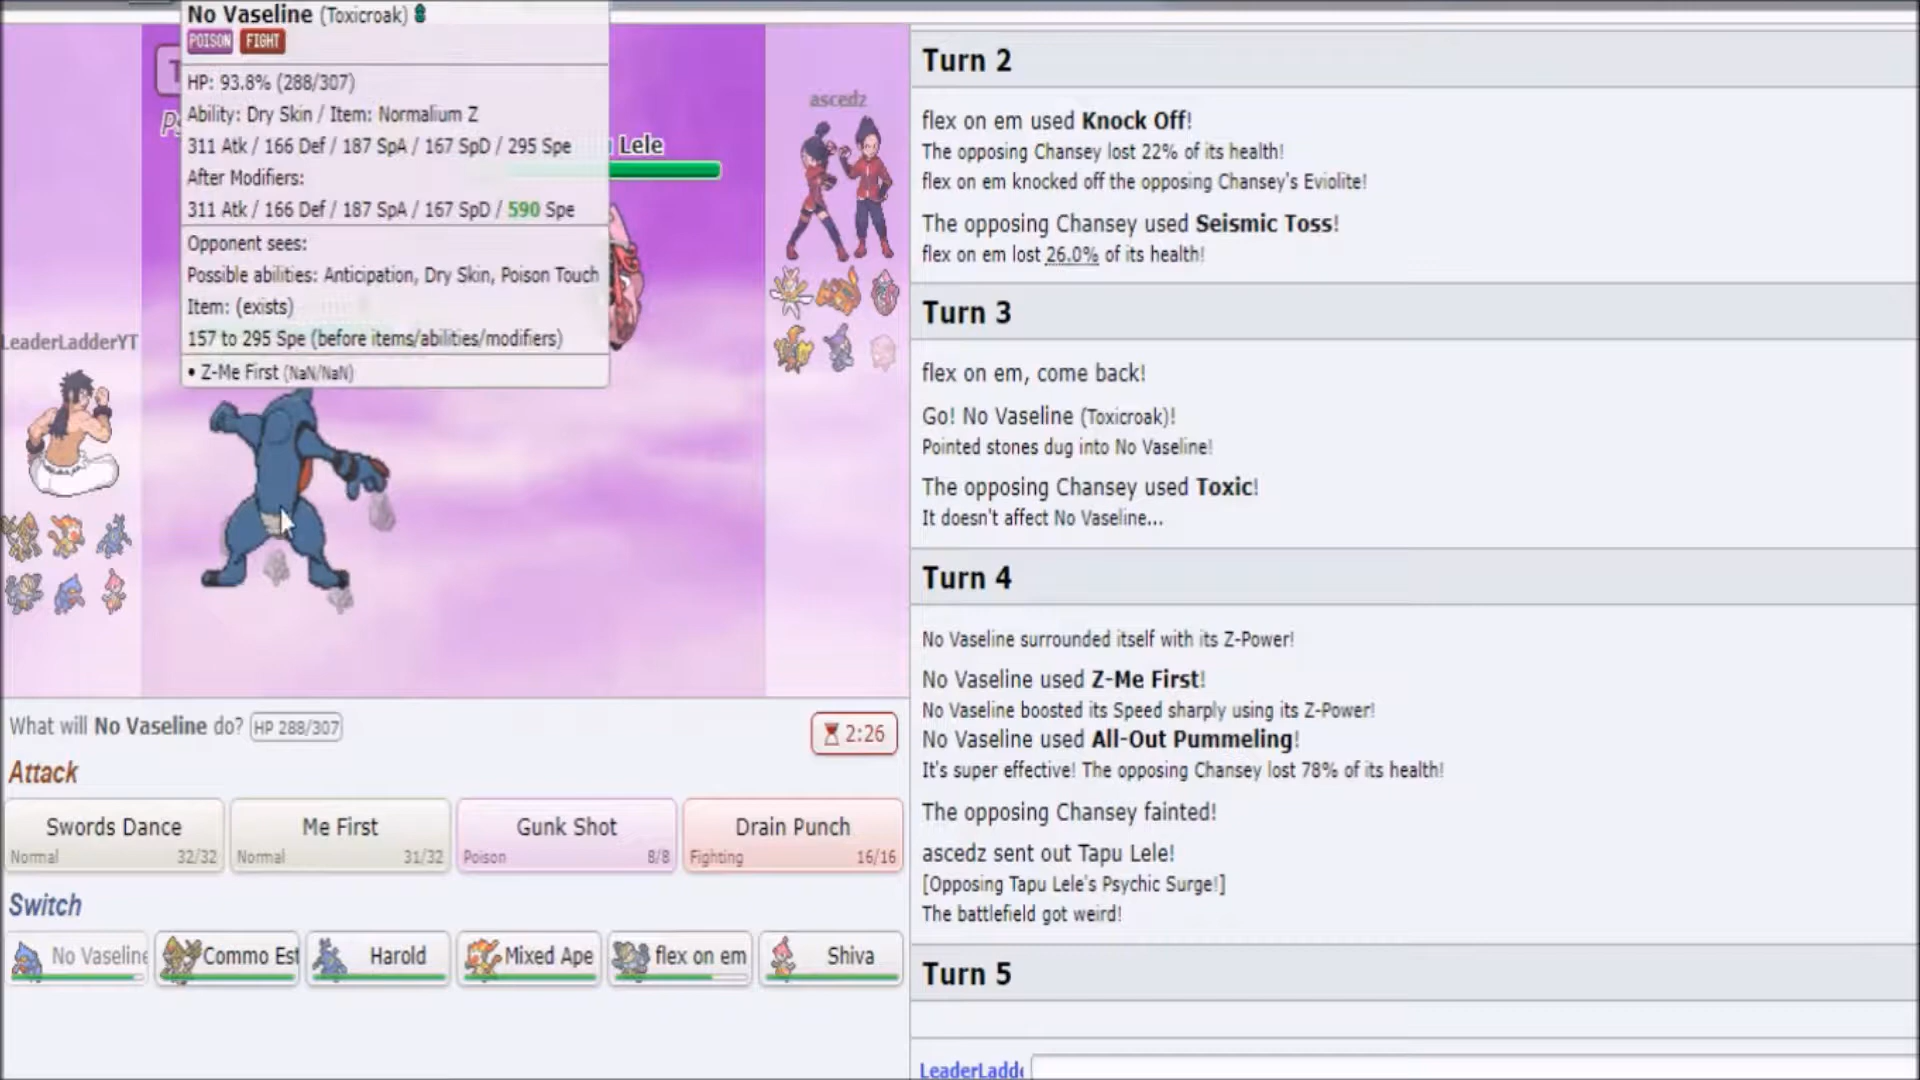 No Vaseline (Toxicroak)
POISON FIGHT
HP: 93.8% (288/307)
Ability: Dry Skin / Item: Normalium Z
311 Atk / 166 Def / 187 SpA / 167 SpD / 295 Spe
After Modifiers:
311 Atk / 166 Def / 187 SpA / 167 SpD / 590 Spe
Opponent sees:
Possible abilities: Anticipation, Dry Skin, Poison Touch
Item: (exists)
157 to 295 Spe (before items/abilities/modifiers)
• Z-Me First (NaN/NaN)
Lele
ascedz
LeaderLadderYT
What will No Vaseline do? HP 288/307
2:26
Attack
Swords Dance
Normal 32/32
Me First
Normal 31/32
Gunk Shot
Poison 8/8
Drain Punch
Fighting 16/16
Switch
No Vaseline
Commo Est
Harold
Mixed Ape
flex on em
Shiva
Turn 2
flex on em used Knock Off!
The opposing Chansey lost 22% of its health!
flex on em knocked off the opposing Chansey's Eviolite!
The opposing Chansey used Seismic Toss!
flex on em lost 26.0% of its health!
Turn 3
flex on em, come back!
Go! No Vaseline (Toxicroak)!
Pointed stones dug into No Vaseline!
The opposing Chansey used Toxic!
It doesn't affect No Vaseline...
Turn 4
No Vaseline surrounded itself with its Z-Power!
No Vaseline used Z-Me First!
No Vaseline boosted its Speed sharply using its Z-Power!
No Vaseline used All-Out Pummeling!
It's super effective! The opposing Chansey lost 78% of its health!
The opposing Chansey fainted!
ascedz sent out Tapu Lele!
[Opposing Tapu Lele's Psychic Surge!]
The battlefield got weird!
Turn 5
LeaderLadde